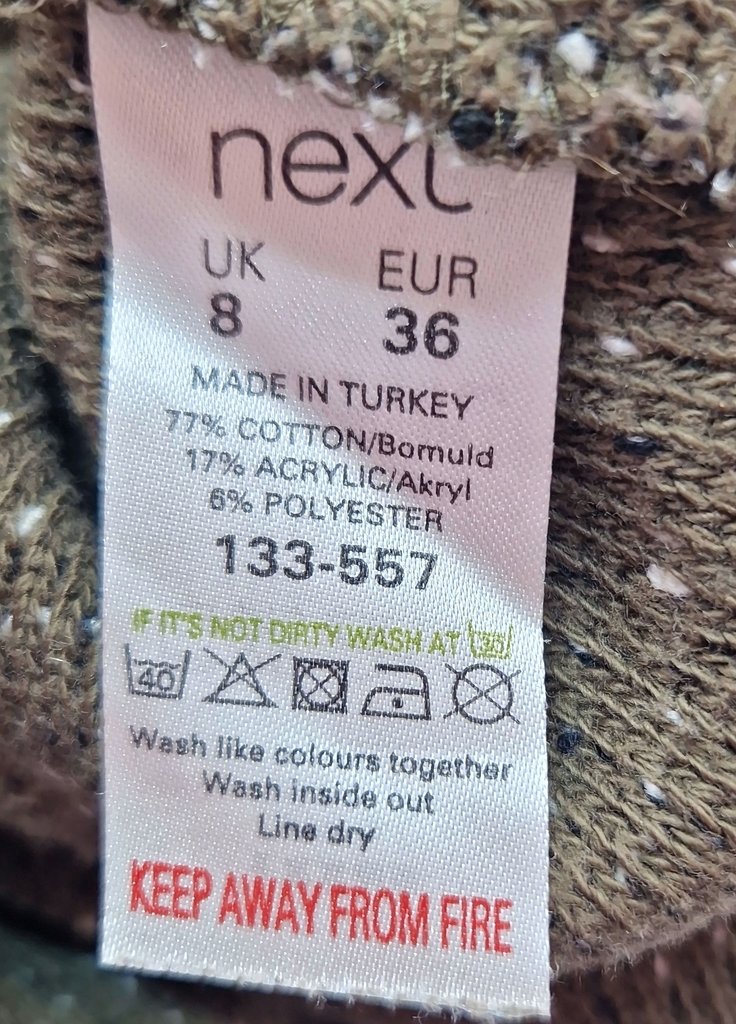 next
UK EUR
8 36
MADE IN TURKEY
77% COTTON/Bomuld
17% ACRYLIC/Akryl
6% POLYESTER
133-557
IF IT'S NOT DIRTY WASH AT 30
40
Wash like colours together
Wash inside out
Line dry
KEEP AWAY FROM FIRE